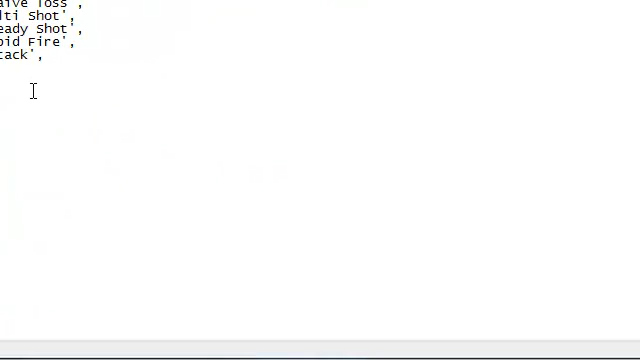 aive Toss',
lti Shot',
eady Shot',
pid Fire',
tack',